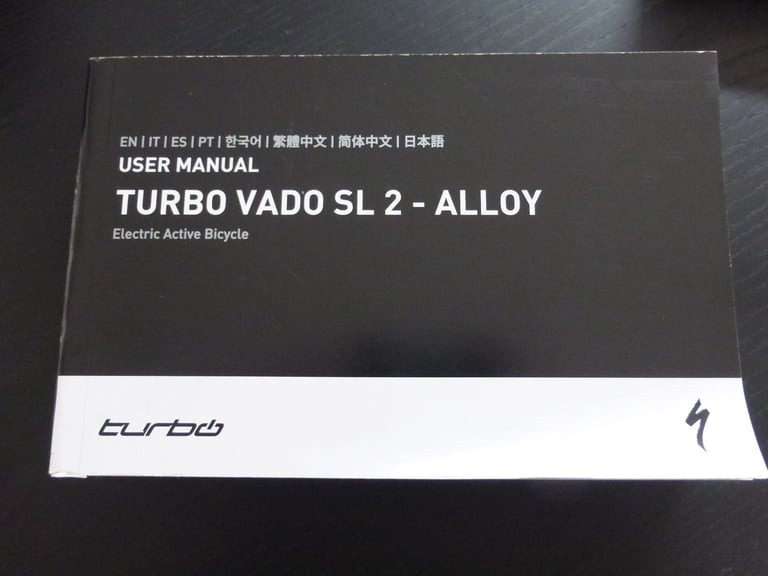 EN | IT | ES | PT | 한국어 | 繁體中文 | 简体中文 | 日本語
USER MANUAL
TURBO VADO SL 2 - ALLOY
Electric Active Bicycle
turbo